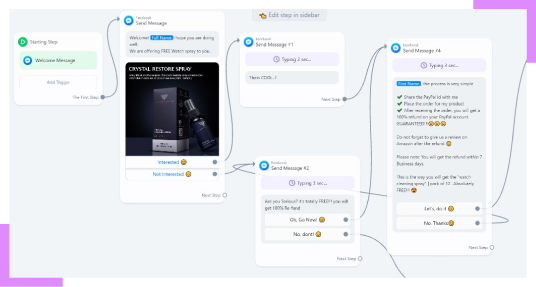 Edit step in sidebar
Starting Step
Welcome Message
Add Trigger
The First Step
Facebook
Send Message
Welcome! Full Name! hope you are doing
well
We are offering FREE Watch spray to you...
CRYSTAL RESTORE SPRAY
Interested 😀
Not Interested 😀
Next Step
Facebook
Send Message #1
Typing 2 sec...
Then COOL :/
Next Step
Facebook
Send Message #2
Typing 3 sec...
Are you Serious? it's totally FREE!! you will
get 100% Re-fund
Ok, Go Now!
No, dont!
Next Step
Facebook
Send Message #4
Typing 3 sec...
First Name the process is very simple
✔ Share the PayPal id with me
✔ Place the order for my product
✔ After receiving the order, you will get a
100% refund on your PayPal account.
GUARANTEE!!
Do not forget to give us a review on
Amazon after the refund
Please note: You will get the refund within 7
Business days.
This is the way you will get the "watch
cleaning spray" | pack of 12. Absolutely
FREE!!
Let's, do it
No, Thanks
Next Step